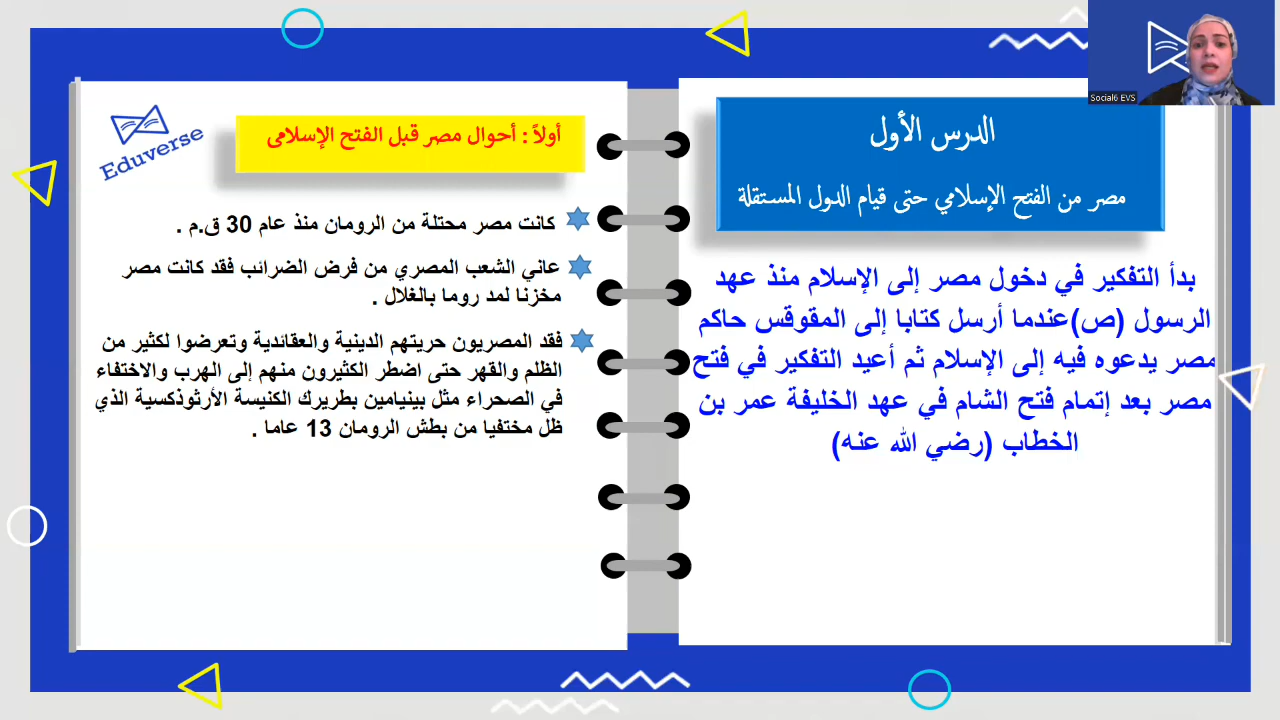 الدرس الأول
مصر من الفتح الإسلامي حتى قيام الدول المستقلة
بدأ التفكير في دخول مصر إلى الإسلام منذ عهد
الرسول (ص)عندما أرسل كتابا إلى المقوقس حاكم
مصر يدعوه فيه إلى الإسلام ثم أعيد التفكير في فتح
مصر بعد إتمام فتح الشام في عهد الخليفة عمر بن
الخطاب (رضي الله عنه)
Eduverse
أولاً : أحوال مصر قبل الفتح الإسلامى
كانت مصر محتلة من الرومان منذ عام 30 ق.م .
عاني الشعب المصري من فرض الضرائب فقد كانت مصر
مخزنا لمد روما بالغلال .
فقد المصريون حريتهم الدينية والعقائدية وتعرضوا لكثير من
الظلم والقهر حتى اضطر الكثيرون منهم إلى الهرب والاختفاء
في الصحراء مثل بينيامين بطريرك الكنيسة الأرثوذكسية الذي
ظل مختفيا من بطش الرومان 13 عاما .
Social6 EVS